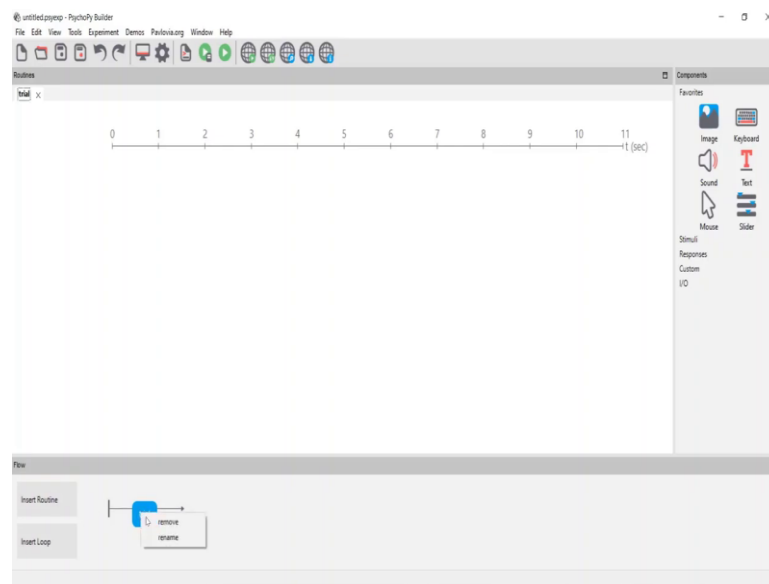 untitled.psyexp - PsychoPy Builder
File Edit View Tools Experiment Demos Pavlovia.org Window Help
Routines
Components
trial x
Favorites
0 1 2 3 4 5 6 7 8 9 10 11
t (sec)
Image Keyboard
Sound Text
Mouse Slider
Stimuli
Responses
Custom
I/O
Flow
Insert Routine
remove
rename
Insert Loop